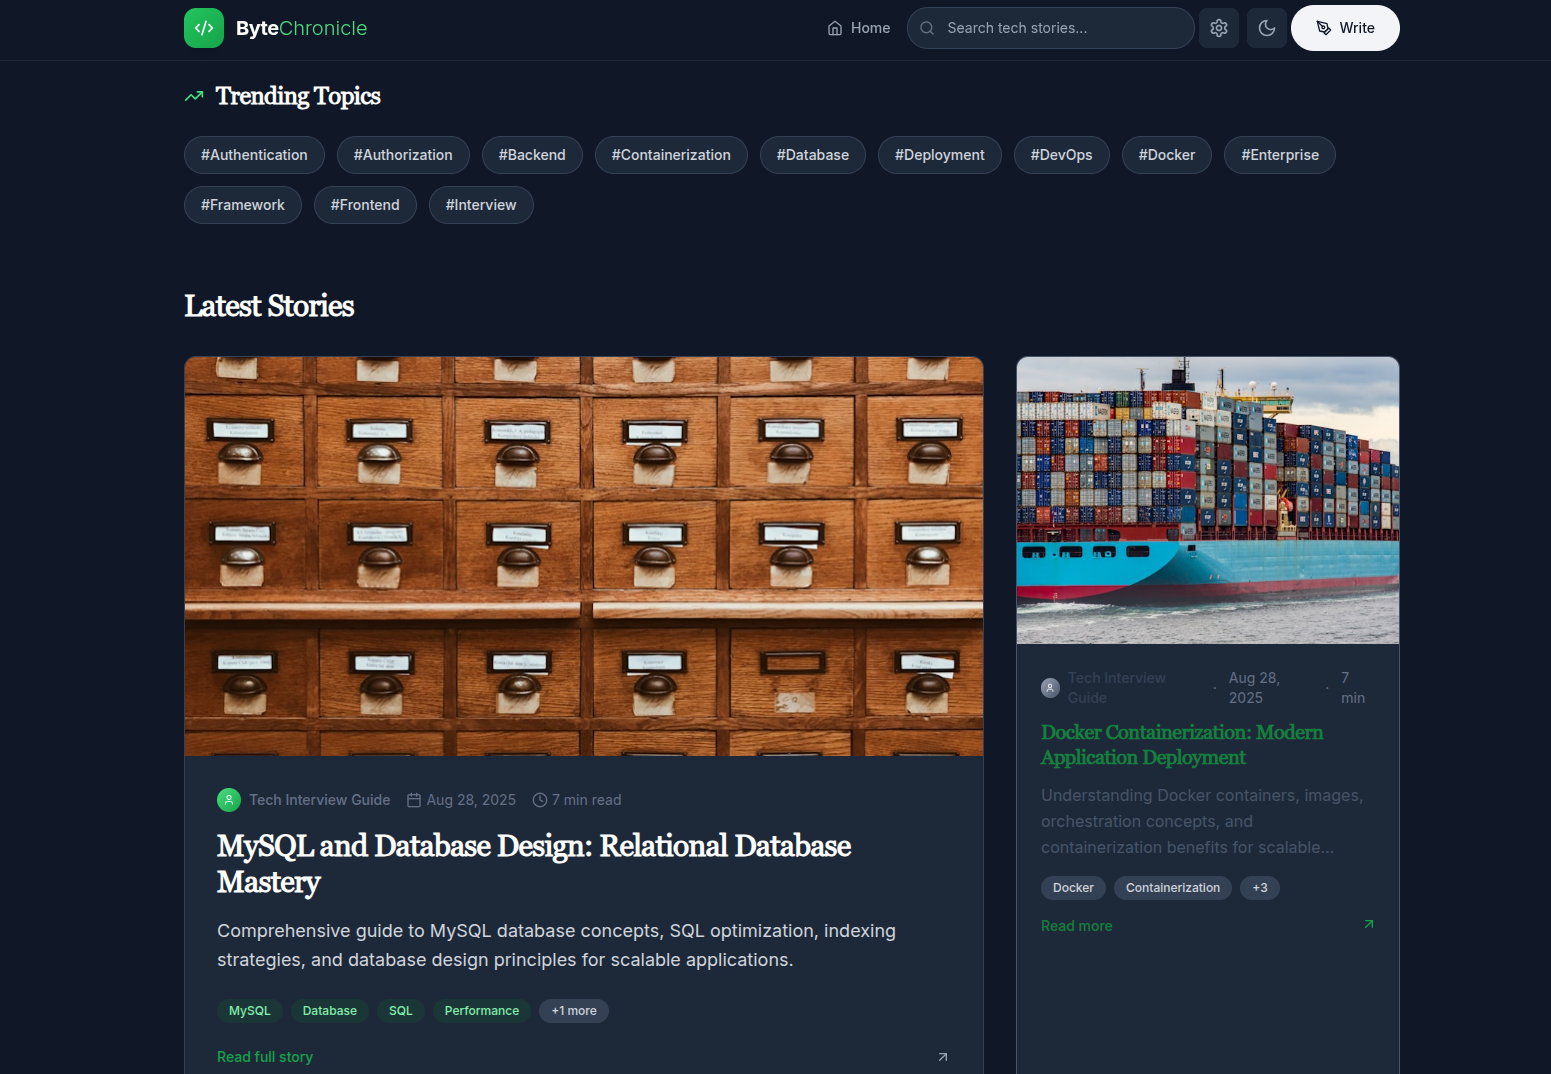 ByteChronicle
Home
Search tech stories...
Write
Trending Topics
#Authentication
#Authorization
#Backend
#Containerization
#Database
#Deployment
#DevOps
#Docker
#Enterprise
#Framework
#Frontend
#Interview
Latest Stories
Tech Interview Guide
Aug 28, 2025
7 min read
MySQL and Database Design: Relational Database
Mastery
Comprehensive guide to MySQL database concepts, SQL optimization, indexing
strategies, and database design principles for scalable applications.
MySQL
Database
SQL
Performance
+1 more
Read full story
Tech Interview
Guide
·
Aug 28,
2025
·
7
min
Docker Containerization: Modern
Application Deployment
Understanding Docker containers, images,
orchestration concepts, and
containerization benefits for scalable...
Docker
Containerization
+3
Read more